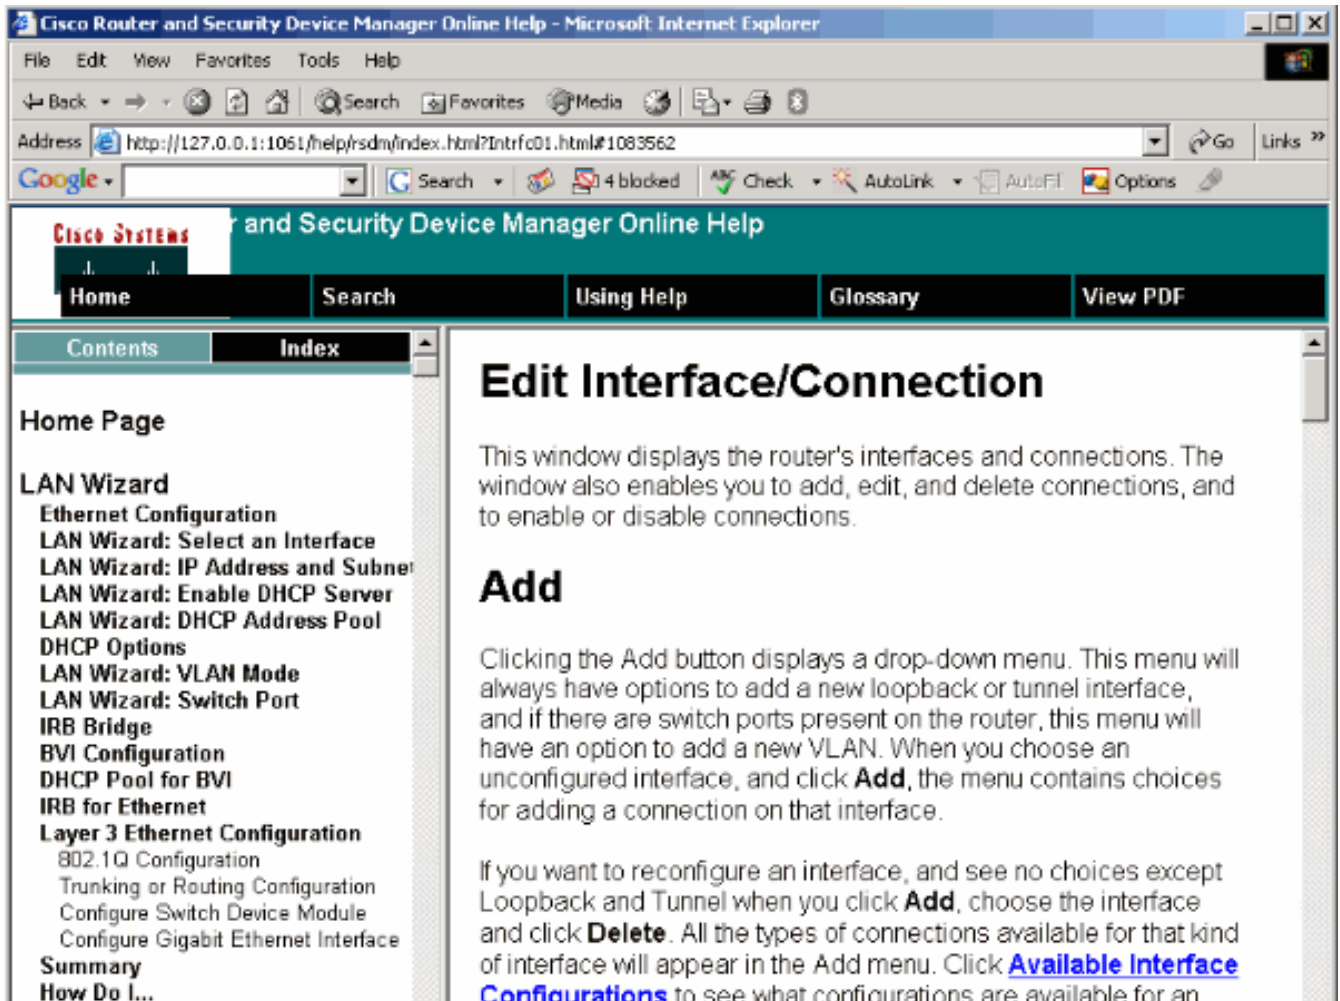 Cisco Router and Security Device Manager Online Help - Microsoft Internet Explorer
File Edit View Favorites Tools Help
Back Search Favorites Media
Address http://127.0.0.1:1061/help/rsdm/index.html?Intrfc01.html#1083562 Go Links »
Google Search 4 blocked Check AutoLink AutoFill Options
CISCO SYSTEMS
r and Security Device Manager Online Help
Home Search Using Help Glossary View PDF
Contents Index
Home Page
LAN Wizard
Ethernet Configuration
LAN Wizard: Select an Interface
LAN Wizard: IP Address and Subnet
LAN Wizard: Enable DHCP Server
LAN Wizard: DHCP Address Pool
DHCP Options
LAN Wizard: VLAN Mode
LAN Wizard: Switch Port
IRB Bridge
BVI Configuration
DHCP Pool for BVI
IRB for Ethernet
Layer 3 Ethernet Configuration
802.1Q Configuration
Trunking or Routing Configuration
Configure Switch Device Module
Configure Gigabit Ethernet Interface
Summary
How Do I...
Edit Interface/Connection
This window displays the router's interfaces and connections. The
window also enables you to add, edit, and delete connections, and
to enable or disable connections.
Add
Clicking the Add button displays a drop-down menu. This menu will
always have options to add a new loopback or tunnel interface,
and if there are switch ports present on the router, this menu will
have an option to add a new VLAN. When you choose an
unconfigured interface, and click Add, the menu contains choices
for adding a connection on that interface.
If you want to reconfigure an interface, and see no choices except
Loopback and Tunnel when you click Add, choose the interface
and click Delete. All the types of connections available for that kind
of interface will appear in the Add menu. Click Available Interface
Configurations to see what configurations are available for an